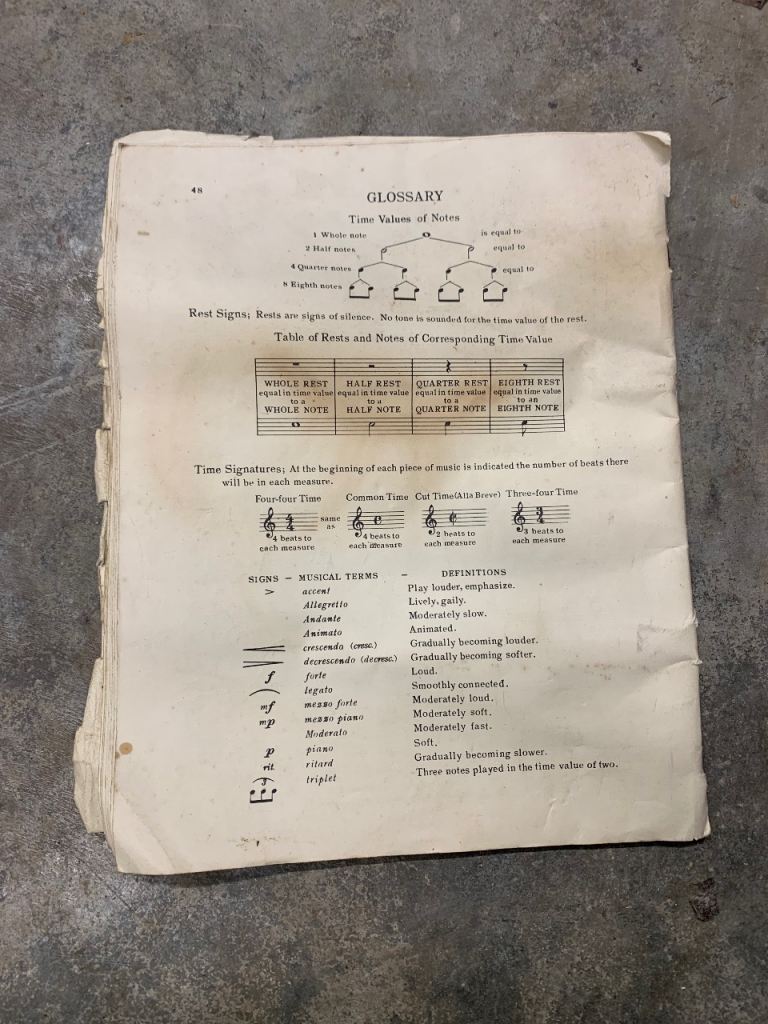 48
GLOSSARY
Time Values of Notes
1 Whole note is equal to
2 Half notes equal to
4 Quarter notes equal to
8 Eighth notes
Rest Signs; Rests are signs of silence. No tone is sounded for the time value of the rest.
Table of Rests and Notes of Corresponding Time Value
WHOLE REST HALF REST QUARTER REST EIGHTH REST
equal in time value equal in time value equal in time value equal in time value
to a to a to a to an
WHOLE NOTE HALF NOTE QUARTER NOTE EIGHTH NOTE
Time Signatures; At the beginning of each piece of music is indicated the number of beats there
will be in each measure.
Four-four Time Common Time Cut Time (Alla Breve) Three-four Time
4 4 same as C ¢ 3 4
4 beats to 4 beats to 2 beats to 3 beats to
each measure each measure each measure each measure
SIGNS – MUSICAL TERMS – DEFINITIONS
> accent Play louder, emphasize.
Allegretto Lively, gaily.
Andante Moderately slow.
Animato Animated.
crescendo (cresc.) Gradually becoming louder.
decrescendo (decresc.) Gradually becoming softer.
f forte Loud.
legato Smoothly connected.
mf mezzo forte Moderately loud.
mp mezzo piano Moderately soft.
Moderato Moderately fast.
p piano Soft.
rit. ritard Gradually becoming slower.
3 triplet Three notes played in the time value of two.